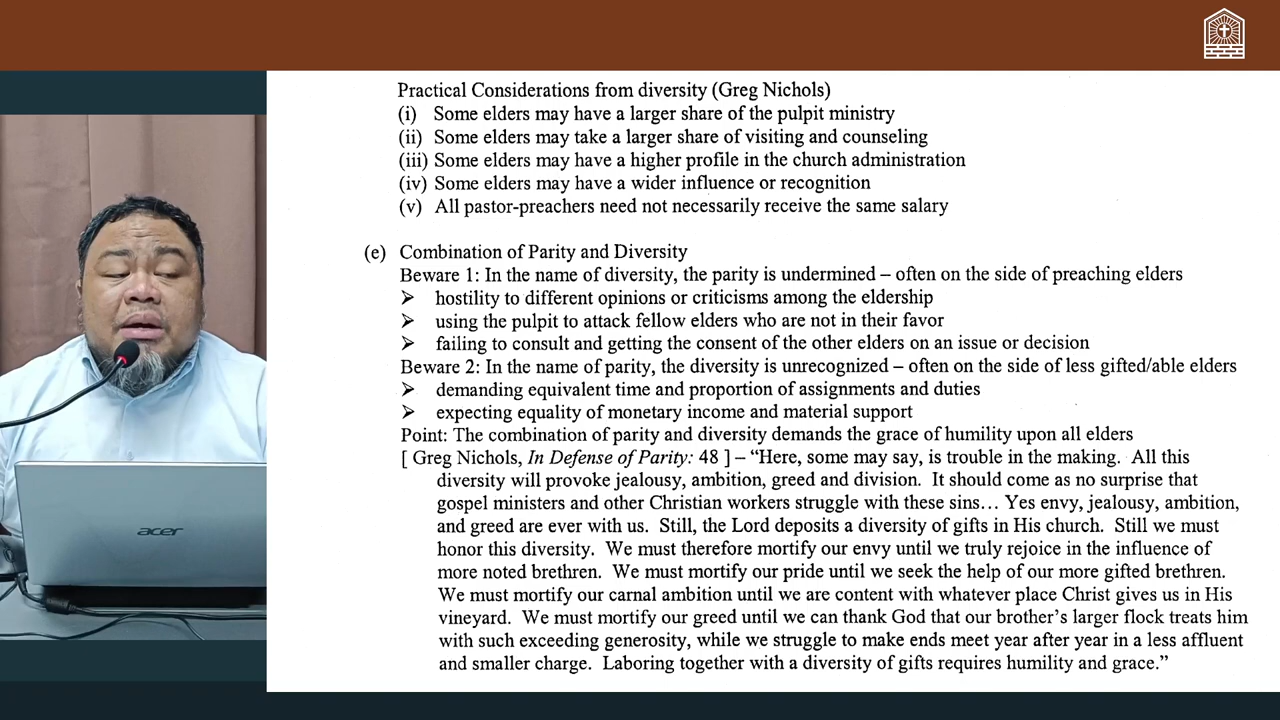 Practical Considerations from diversity (Greg Nichols)
(i) Some elders may have a larger share of the pulpit ministry
(ii) Some elders may take a larger share of visiting and counseling
(iii) Some elders may have a higher profile in the church administration
(iv) Some elders may have a wider influence or recognition
(v) All pastor-preachers need not necessarily receive the same salary
(e) Combination of Parity and Diversity
Beware 1: In the name of diversity, the parity is undermined – often on the side of preaching elders
➢ hostility to different opinions or criticisms among the eldership
➢ using the pulpit to attack fellow elders who are not in their favor
➢ failing to consult and getting the consent of the other elders on an issue or decision
Beware 2: In the name of parity, the diversity is unrecognized – often on the side of less gifted/able elders
➢ demanding equivalent time and proportion of assignments and duties
➢ expecting equality of monetary income and material support
Point: The combination of parity and diversity demands the grace of humility upon all elders
[ Greg Nichols, In Defense of Parity: 48 ] – “Here, some may say, is trouble in the making. All this
diversity will provoke jealousy, ambition, greed and division. It should come as no surprise that
gospel ministers and other Christian workers struggle with these sins… Yes envy, jealousy, ambition,
and greed are ever with us. Still, the Lord deposits a diversity of gifts in His church. Still we must
honor this diversity. We must therefore mortify our envy until we truly rejoice in the influence of
more noted brethren. We must mortify our pride until we seek the help of our more gifted brethren.
We must mortify our carnal ambition until we are content with whatever place Christ gives us in His
vineyard. We must mortify our greed until we can thank God that our brother’s larger flock treats him
with such exceeding generosity, while we struggle to make ends meet year after year in a less affluent
and smaller charge. Laboring together with a diversity of gifts requires humility and grace.”
acer